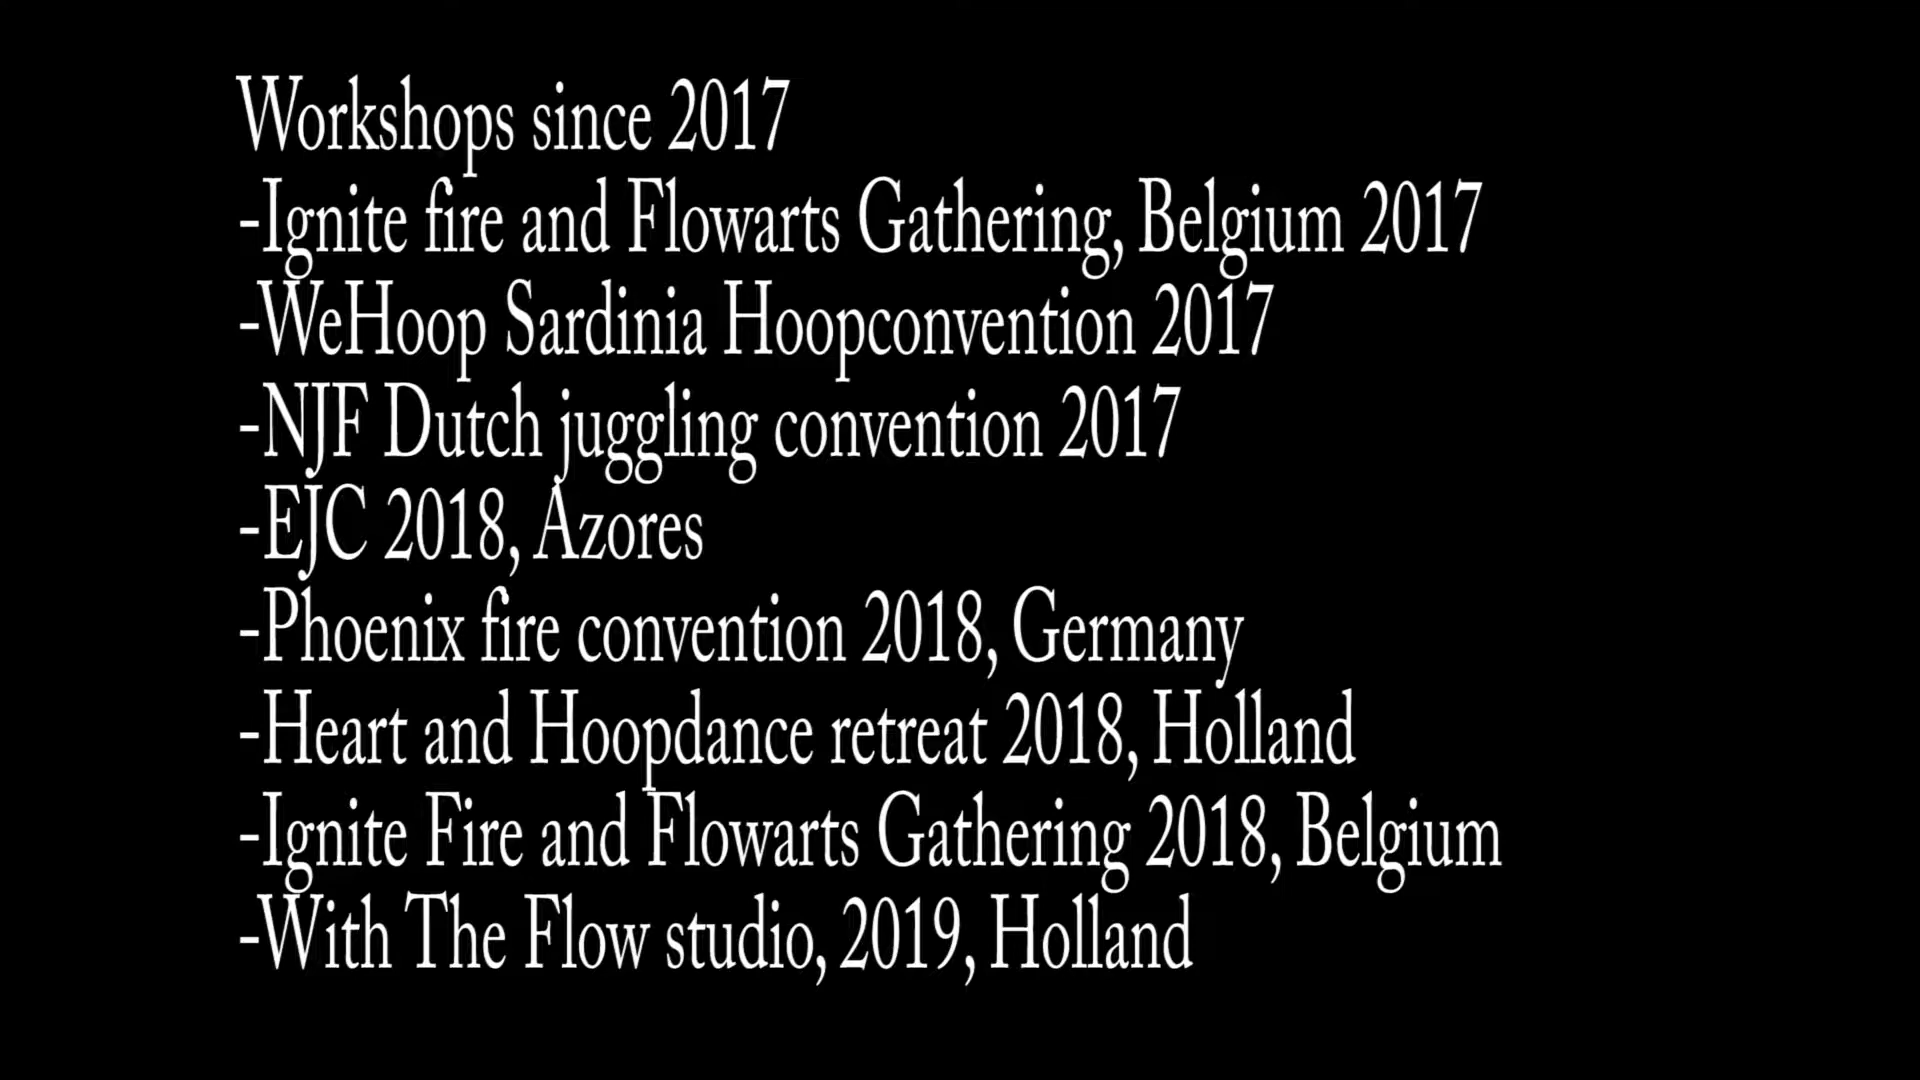 Workshops since 2017
-Ignite fire and Flowarts Gathering, Belgium 2017
-WeHoop Sardinia Hoopconvention 2017
-NJF Dutch juggling convention 2017
-EJC 2018, Azores
-Phoenix fire convention 2018, Germany
-Heart and Hoopdance retreat 2018, Holland
-Ignite Fire and Flowarts Gathering 2018, Belgium
-With The Flow studio, 2019, Holland